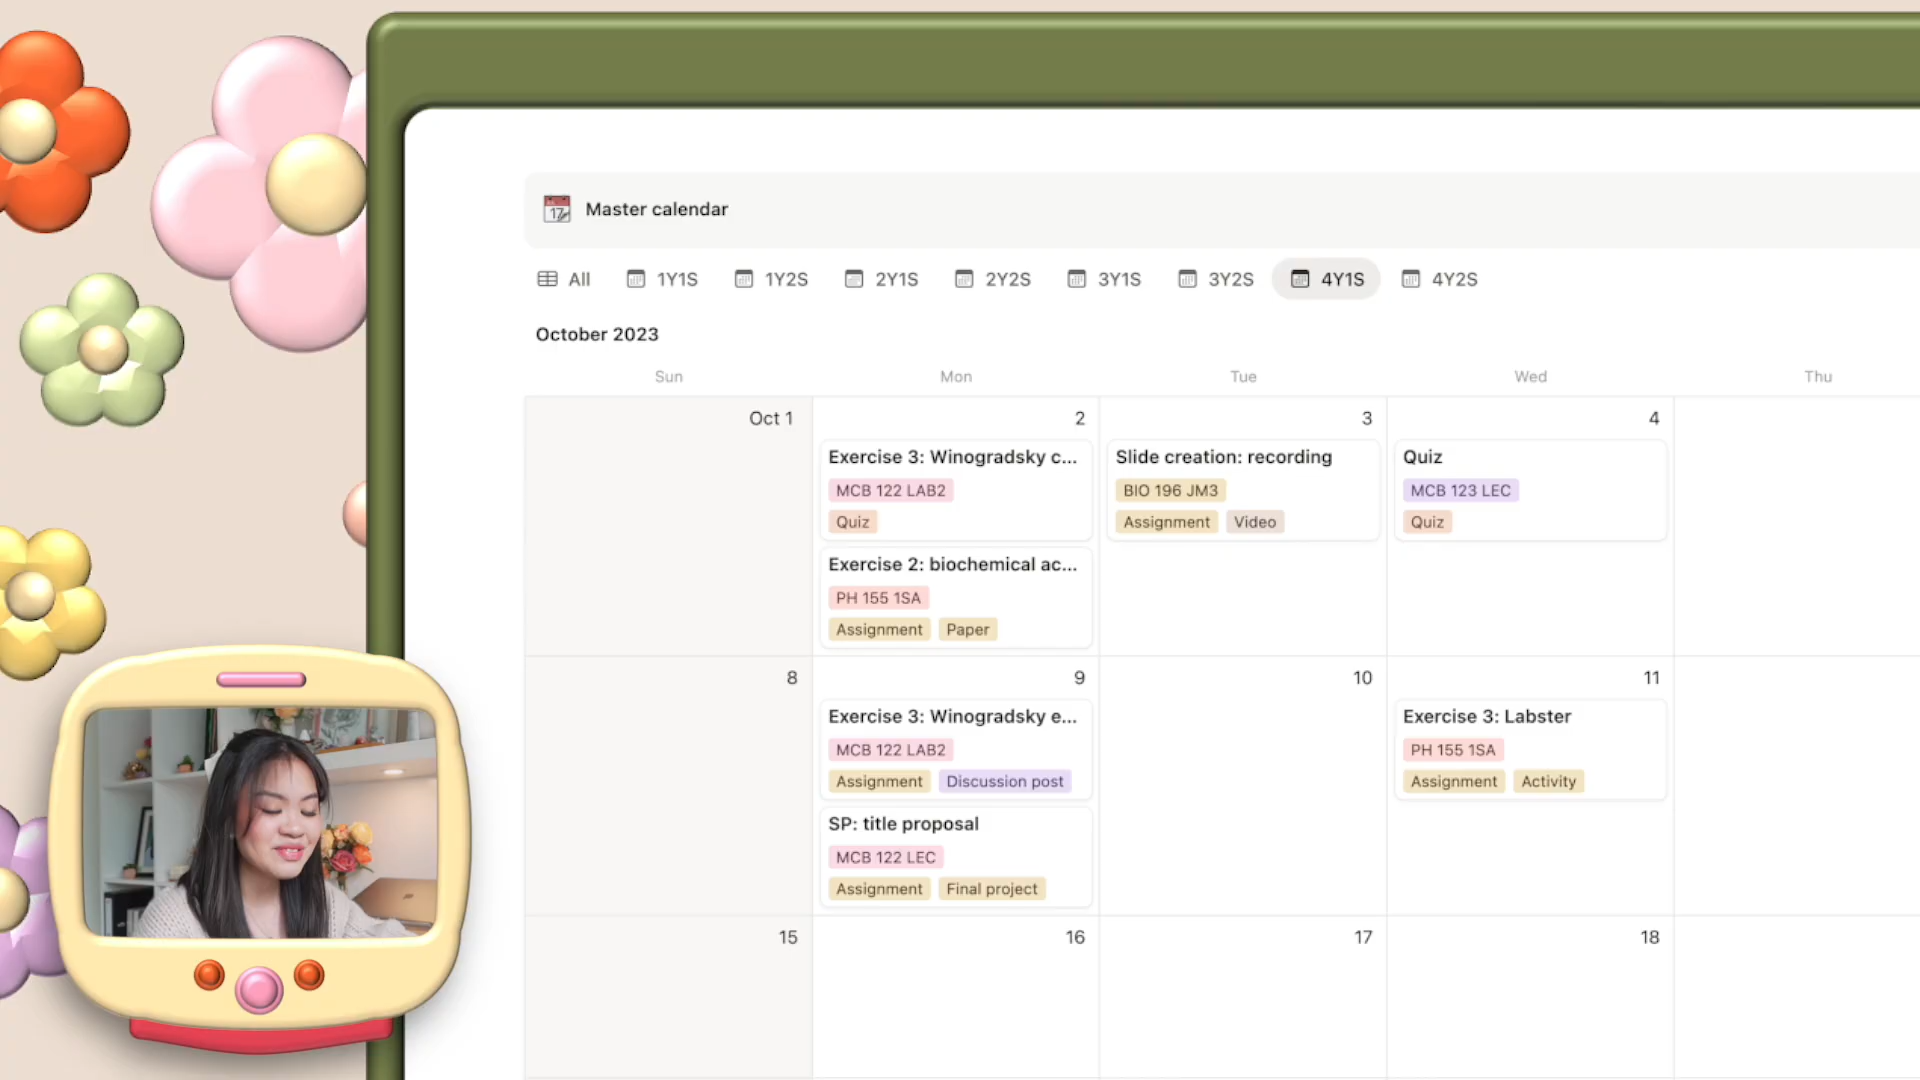 Master calendar
All 1Y1S 1Y2S 2Y1S 2Y2S 3Y1S 3Y2S 4Y1S 4Y2S
October 2023
Sun Mon Tue Wed Thu
Oct 1 2 3 4
Exercise 3: Winogradsky c...
MCB 122 LAB2
Quiz
Exercise 2: biochemical ac...
PH 155 1SA
Assignment Paper
Slide creation: recording
BIO 196 JM3
Assignment Video
Quiz
MCB 123 LEC
Quiz
8 9 10 11
Exercise 3: Winogradsky e...
MCB 122 LAB2
Assignment Discussion post
SP: title proposal
MCB 122 LEC
Assignment Final project
Exercise 3: Labster
PH 155 1SA
Assignment Activity
15 16 17 18